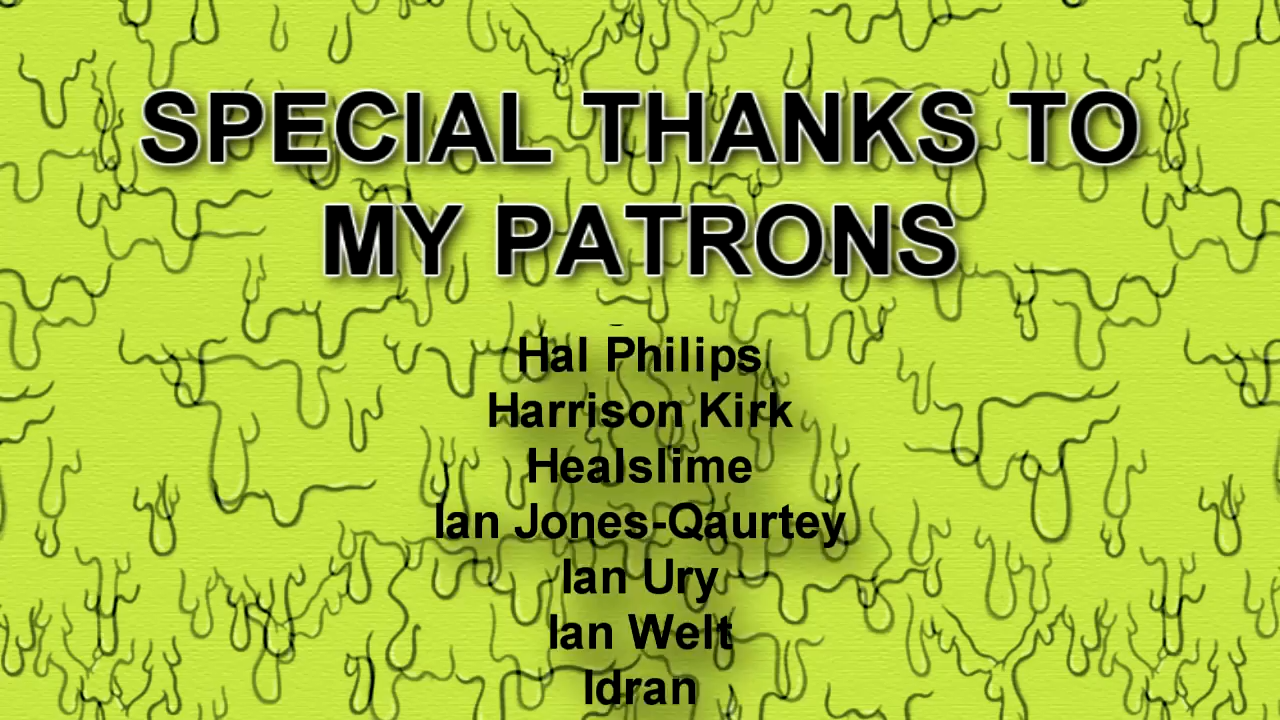 SPECIAL THANKS TO
MY PATRONS
Hal Philips
Harrison Kirk
Healslime
Ian Jones-Qaurtey
Ian Ury
Ian Welt
Idran